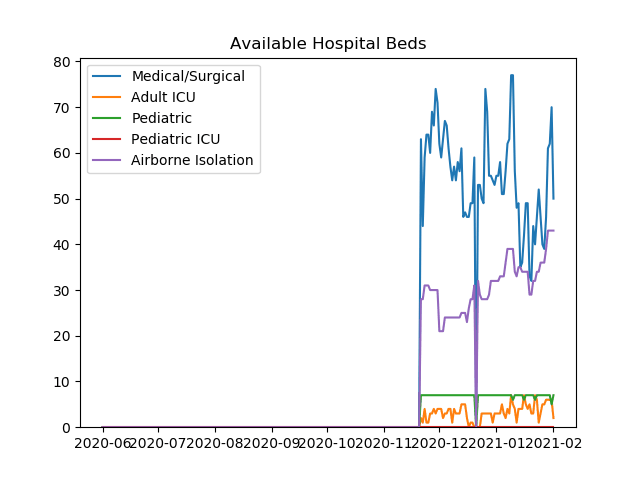 Available Hospital Beds
80
70
60
50
40
30
20
10
0
Medical/Surgical
Adult ICU
Pediatric
Pediatric ICU
Airborne Isolation
2020-06 2020-07 2020-08 2020-09 2020-10 2020-11 2020-12 2021-01 2021-02